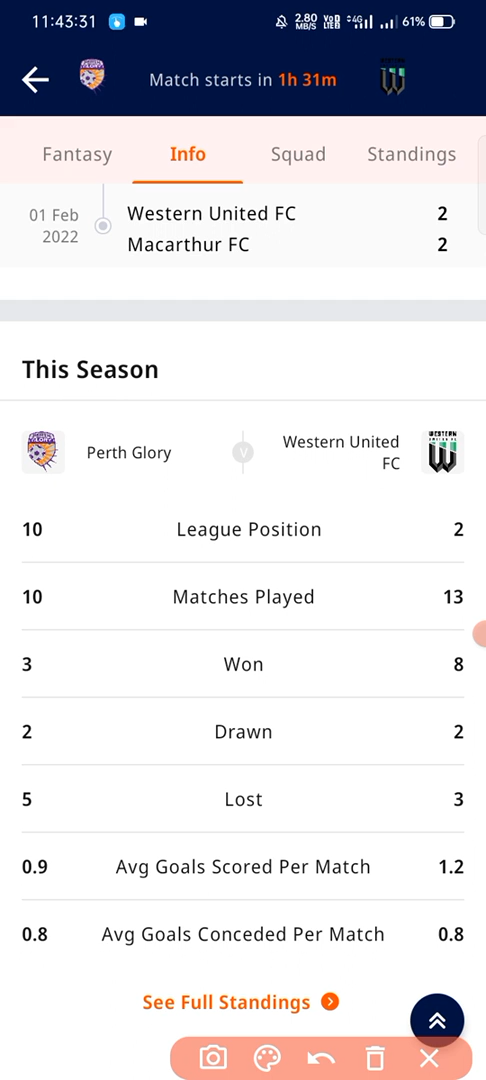 11:43:31
2.80 MB/S
4G
61%
Match starts in 1h 31m
Fantasy Info Squad Standings
01 Feb 2022
Western United FC 2
Macarthur FC 2
This Season
Perth Glory V Western United FC
10 League Position 2
10 Matches Played 13
3 Won 8
2 Drawn 2
5 Lost 3
0.9 Avg Goals Scored Per Match 1.2
0.8 Avg Goals Conceded Per Match 0.8
See Full Standings